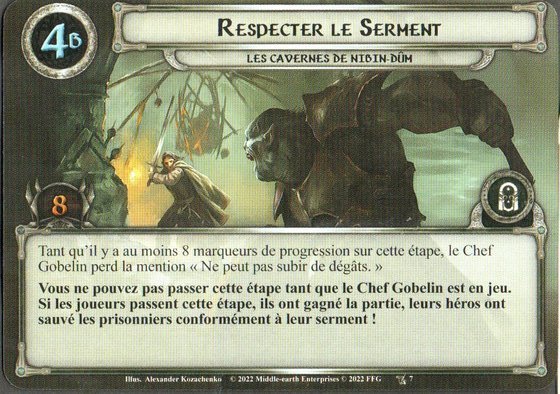 4B
RESPECTER LE SERMENT
LES CAVERNES DE NIBIN-DÛM
8
Tant qu'il y a au moins 8 marqueurs de progression sur cette étape, le Chef
Gobelin perd la mention « Ne peut pas subir de dégâts. »
Vous ne pouvez pas passer cette étape tant que le Chef Gobelin est en jeu.
Si les joueurs passent cette étape, ils ont gagné la partie, leurs héros ont
sauvé les prisonniers conformément à leur serment !
Illus. Alexander Kozachenko © 2022 Middle-earth Enterprises © 2022 FFG 7